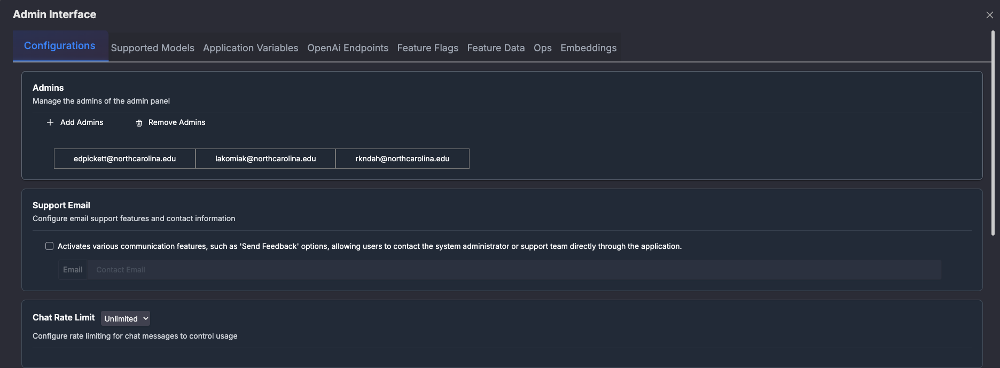 Admin Interface
Configurations Supported Models Application Variables OpenAi Endpoints Feature Flags Feature Data Ops Embeddings
Admins
Manage the admins of the admin panel
Add Admins Remove Admins
edpickett@northcarolina.edu lakomiak@northcarolina.edu rkndah@northcarolina.edu
Support Email
Configure email support features and contact information
Activates various communication features, such as 'Send Feedback' options, allowing users to contact the system administrator or support team directly through the application.
Email Contact Email
Chat Rate Limit Unlimited
Configure rate limiting for chat messages to control usage